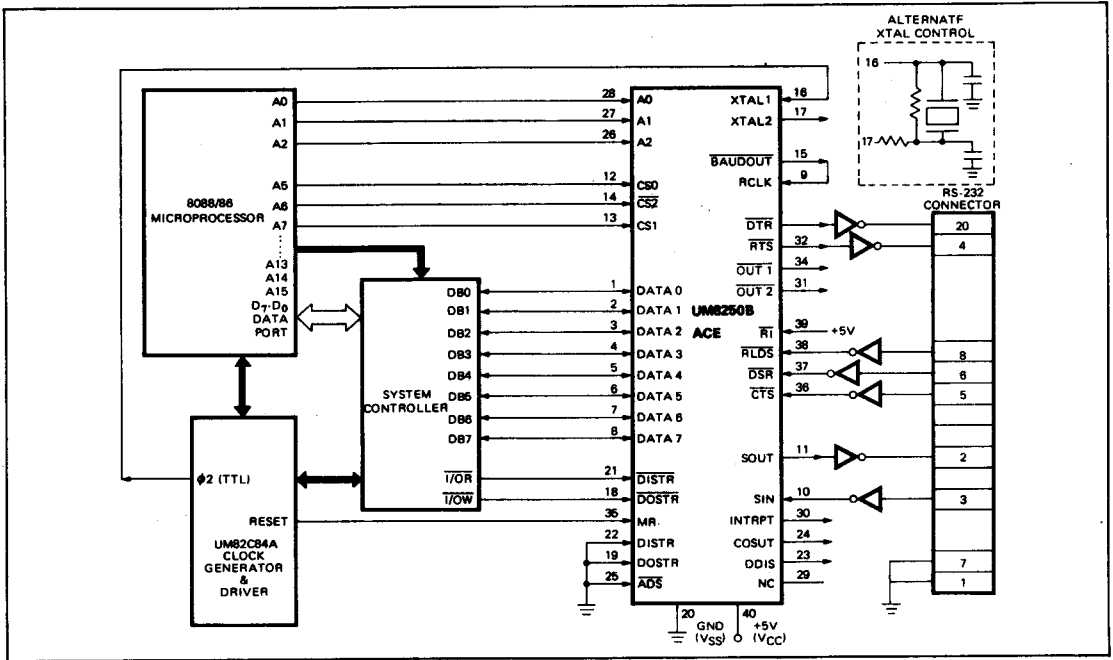 ALTERNATF
XTAL CONTROL
16
17
8088/86
MICROPROCESSOR
A0
A1
A2
A5
A6
A7
A13
A14
A15
D7-D0
DATA
PORT
SYSTEM
CONTROLLER
DB0
DB1
DB2
DB3
DB4
DB5
DB6
DB7
I/OR
I/OW
ϕ2 (TTL)
RESET
UM82C84A
CLOCK
GENERATOR
&
DRIVER
28 A0
27 A1
26 A2
12 CS0
14 CS2
13 CS1
1 DATA 0
2 DATA 1
3 DATA 2
4 DATA 3
5 DATA 4
6 DATA 5
7 DATA 6
8 DATA 7
21 DISTR
18 DOSTR
35 MR.
22 DISTR
19 DOSTR
25 ADS
UM8250B
ACE
XTAL1 16
XTAL2 17
BAUDOUT 15
RCLK 9
DTR
RTS 32
OUT 1 34
OUT 2 31
RI 39 +5V
RLDS 38
DSR 37
CTS 36
SOUT 11
SIN 10
INTRPT 30
COSUT 24
DDIS 23
NC 29
20
GND
(VSS)
40
+5V
(VCC)
RS-232
CONNECTOR
20
4
8
6
5
2
3
7
1